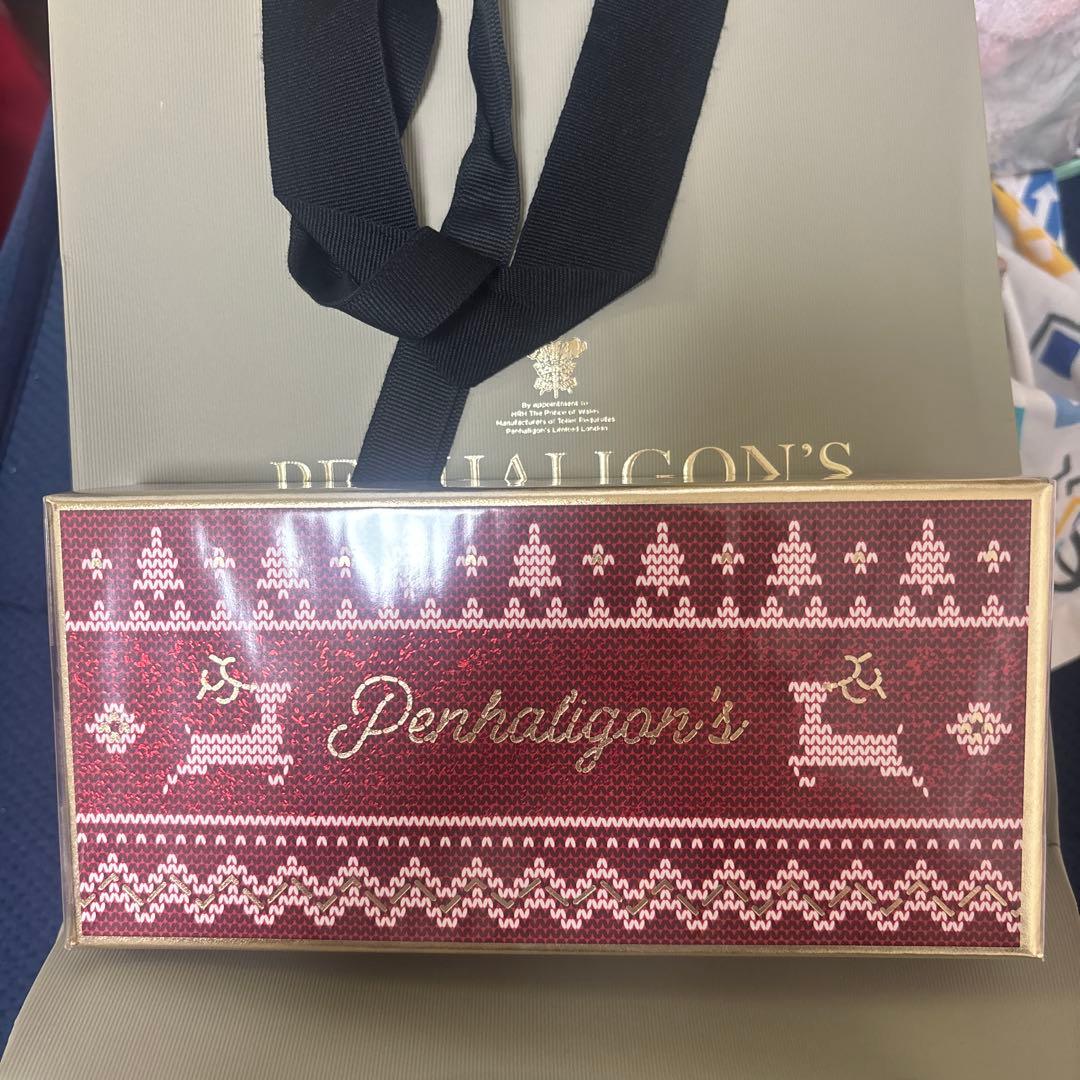 By appointment to
HRH The Prince of Wales
Manufacturers of Toilet Requisites
Penhaligon's Limited London
PENHALIGON'S
Penhaligon's